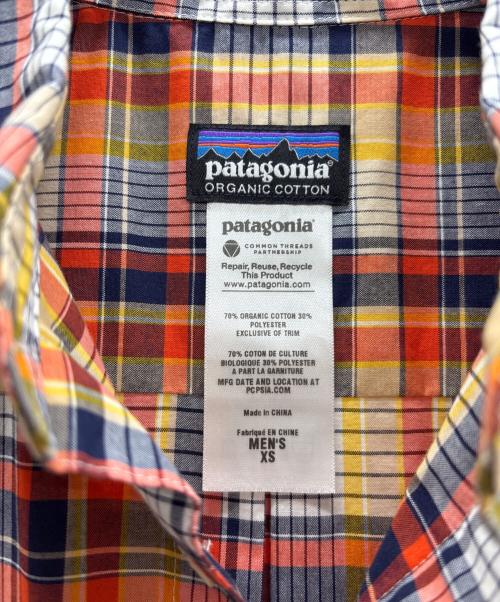 patagonia
ORGANIC COTTON
patagonia®
COMMON THREADS
PARTNERSHIP
Repair, Reuse, Recycle
This Product
www.patagonia.com
70% ORGANIC COTTON 30%
POLYESTER
EXCLUSIVE OF TRIM
70% COTON DE CULTURE
BIOLOGIQUE 30% POLYESTER
A PART LA GARNITURE
MFG DATE AND LOCATION AT
PCPSIA.COM
Made in CHINA
Fabriqué EN CHINE
MEN'S
XS